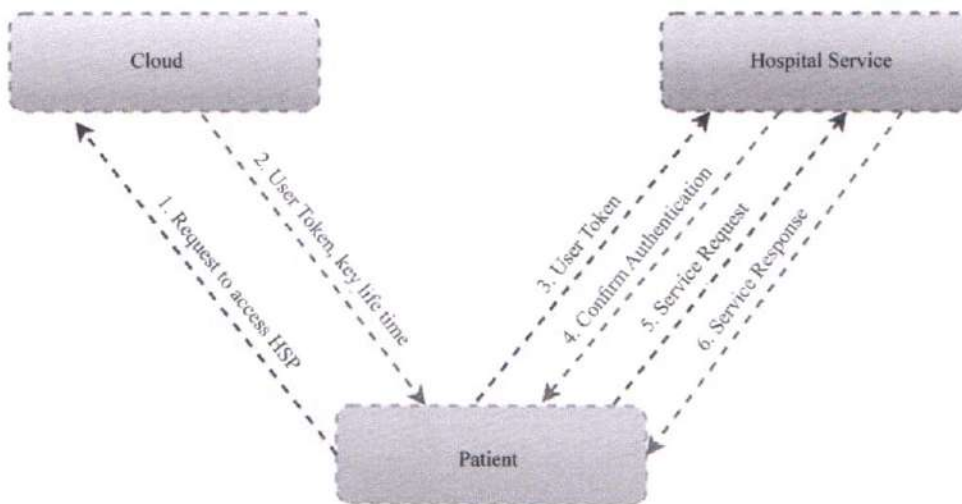 Cloud
Hospital Service
1. Request to access HSP
2. User Token, key life time
3. User Token
4. Confirm Authentication
5. Service Request
6. Service Response
Patient